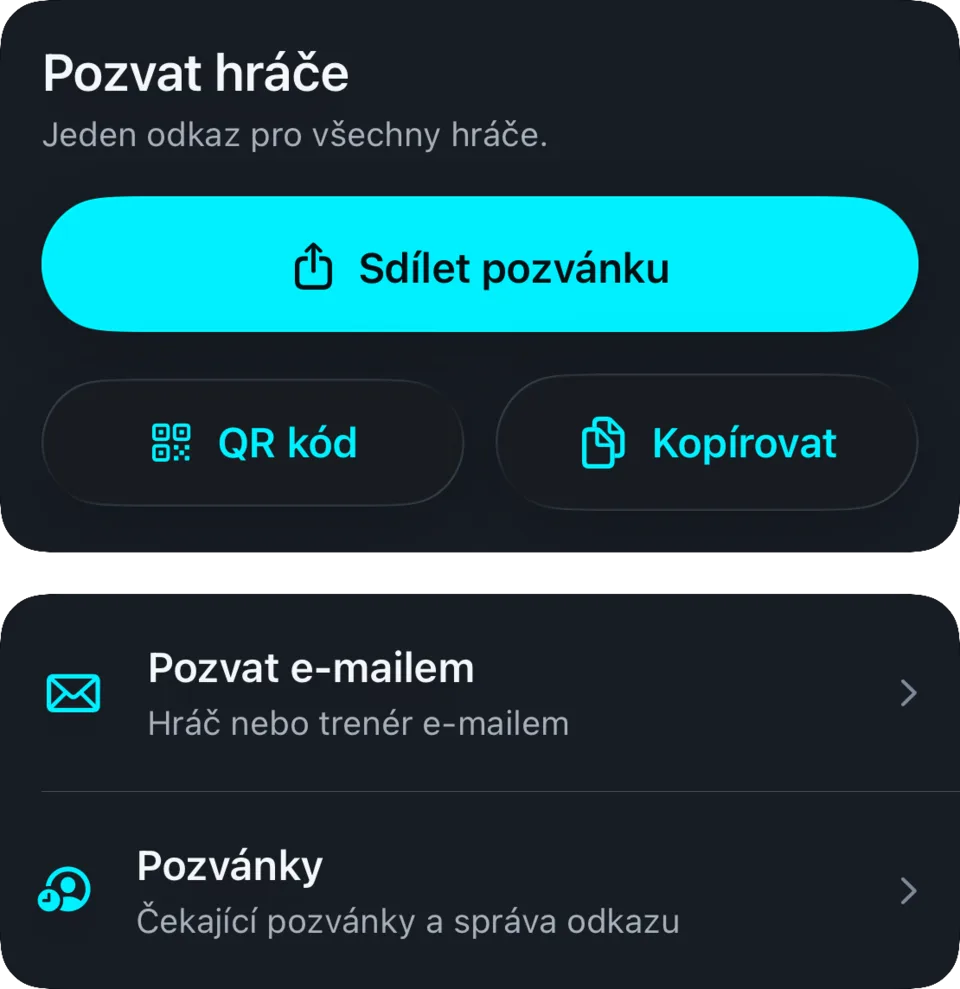 Pozvat hráče
Jeden odkaz pro všechny hráče.
Sdílet pozvánku
QR kód
Kopírovat
Pozvat e-mailem
Hráč nebo trenér e-mailem
Pozvánky
Čekající pozvánky a správa odkazu